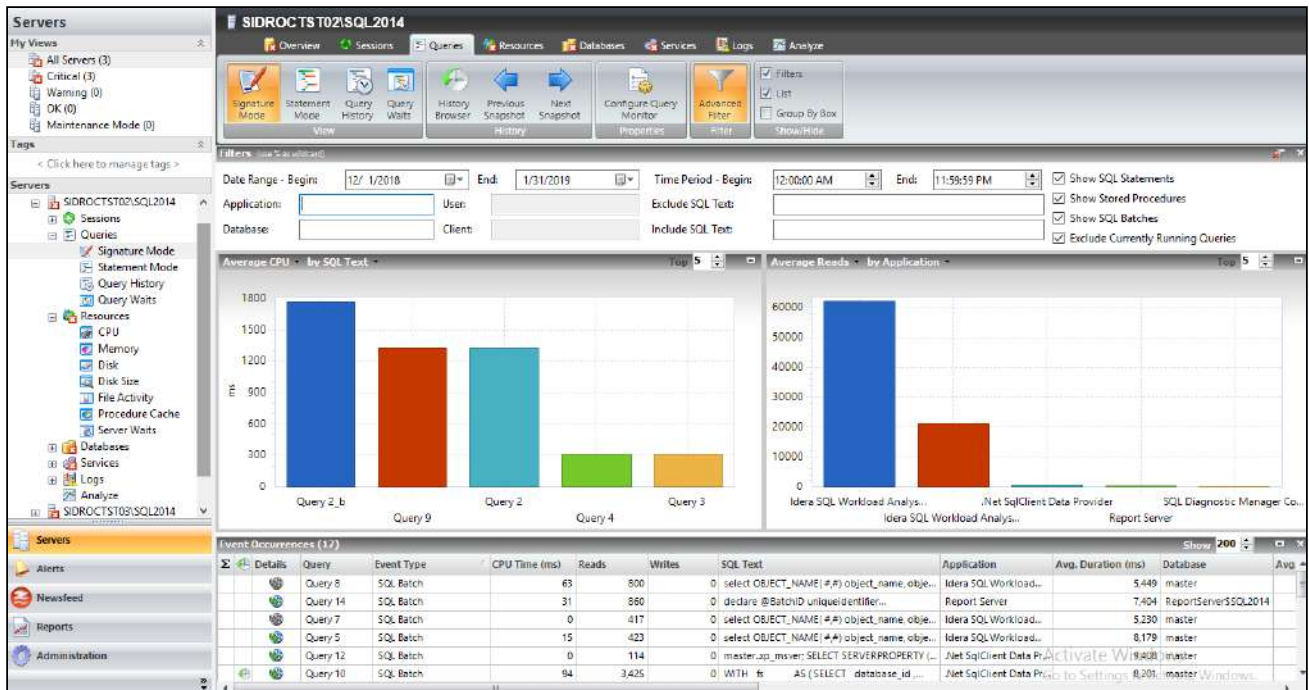 Servers
My Views
All Servers (3)
Critical (3)
Warning (0)
OK (0)
Maintenance Mode (0)
Tags
< Click here to manage tags >
Servers
SIDROCTST02\SQL2014
Sessions
Queries
Signature Mode
Statement Mode
Query History
Query Waits
Resources
CPU
Memory
Disk
Disk Size
File Activity
Procedure Cache
Server Waits
Databases
Services
Logs
Analyze
SIDROCTST03\SQL2014
Servers
Alerts
Newsfeed
Reports
Administration
SIDROCTST02\SQL2014
Overview Sessions Queries Resources Databases Services Logs Analyze
Signature Mode
Statement Mode
Query History
Query Waits
View
History Browser
Previous Snapshot
Next Snapshot
History
Configure Query Monitor
Properties
Advanced Filter
Filter
Filters
List
Group By Box
Show/Hide
Filters (use % as wildcard)
Date Range - Begin: 12/ 1/2018 End: 1/31/2019 Time Period - Begin: 12:00:00 AM End: 11:59:59 PM
Application: User: Exclude SQL Text:
Database: Client: Include SQL Text:
Show SQL Statements
Show Stored Procedures
Show SQL Batches
Exclude Currently Running Queries
Average CPU by SQL Text Top 5
1800
1500
1200
900
600
300
0
ms
Query 2_b
Query 9
Query 2
Query 4
Query 3
Average Reads by Application Top 5
60000
50000
40000
30000
20000
10000
0
Idera SQL Workload Analys...
Idera SQL Workload Analys...
.Net SqlClient Data Provider
Report Server
SQL Diagnostic Manager Co...
Event Occurrences (17) Show 200
Σ Details Query Event Type CPU Time (ms) Reads Writes SQL Text Application Avg. Duration (ms) Database Avg
Query 8 SQL Batch 63 800 0 select OBJECT_NAME(#,#) object_name, obje... Idera SQL Workload... 5,449 master
Query 14 SQL Batch 31 860 0 declare @BatchID uniqueidentifier... Report Server 7,404 ReportServer$SQL2014
Query 7 SQL Batch 0 417 0 select OBJECT_NAME(#,#) object_name, obje... Idera SQL Workload... 5,230 master
Query 5 SQL Batch 15 423 0 select OBJECT_NAME(#,#) object_name, obje... Idera SQL Workload... 8,179 master
Query 12 SQL Batch 0 114 0 master.xp_msver; SELECT SERVERPROPERTY (... .Net SqlClient Data Pr... 9,408 master
Query 10 SQL Batch 94 3,425 0 WITH fs AS (SELECT database_id ,... .Net SqlClient Data Pr... 8,201 master
Activate Windows
Go to Settings to activate Windows.